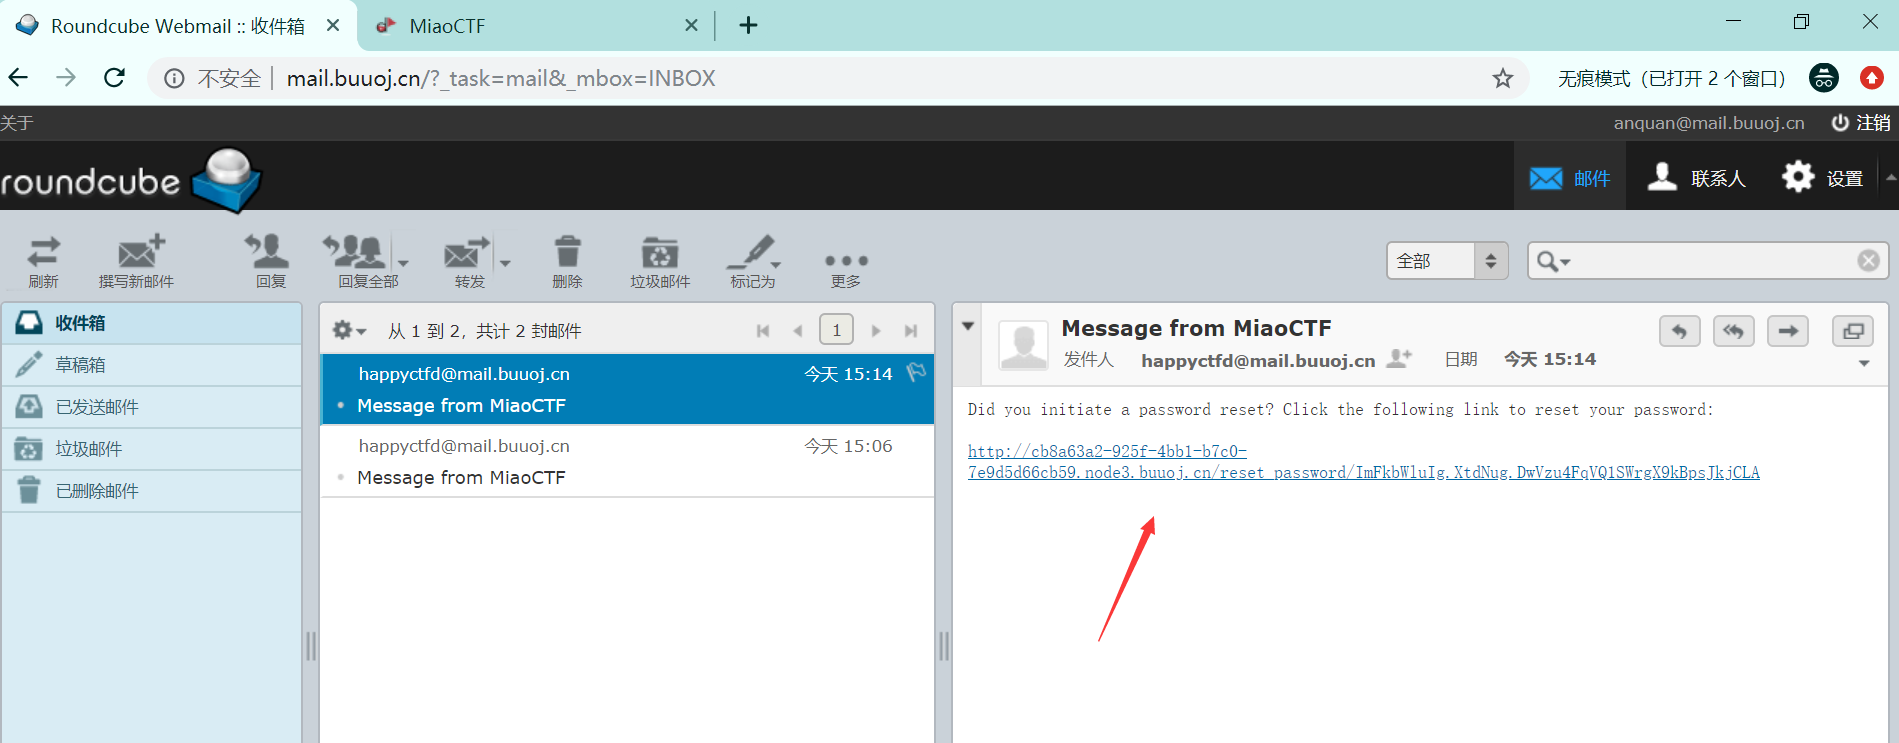 Roundcube Webmail :: 收件箱
MiaoCTF
不安全
mail.buuoj.cn/?_task=mail&_mbox=INBOX
无痕模式（已打开 2 个窗口）
关于
anquan@mail.buuoj.cn
注销
roundcube
邮件
联系人
设置
刷新
撰写新邮件
回复
回复全部
转发
删除
垃圾邮件
标记为
更多
全部
收件箱
草稿箱
已发送邮件
垃圾邮件
已删除邮件
从 1 到 2，共计 2 封邮件
1
happyctfd@mail.buuoj.cn
今天 15:14
Message from MiaoCTF
happyctfd@mail.buuoj.cn
今天 15:06
Message from MiaoCTF
Message from MiaoCTF
发件人 happyctfd@mail.buuoj.cn 日期 今天 15:14
Did you initiate a password reset? Click the following link to reset your password:
http://cb8a63a2-925f-4bb1-b7c0-
7e9d5d66cb59.node3.buuoj.cn/reset_password/ImFkbWluIg.XtdNug.DwVzu4FqVQ1SWrgX9kBpsJkjCLA